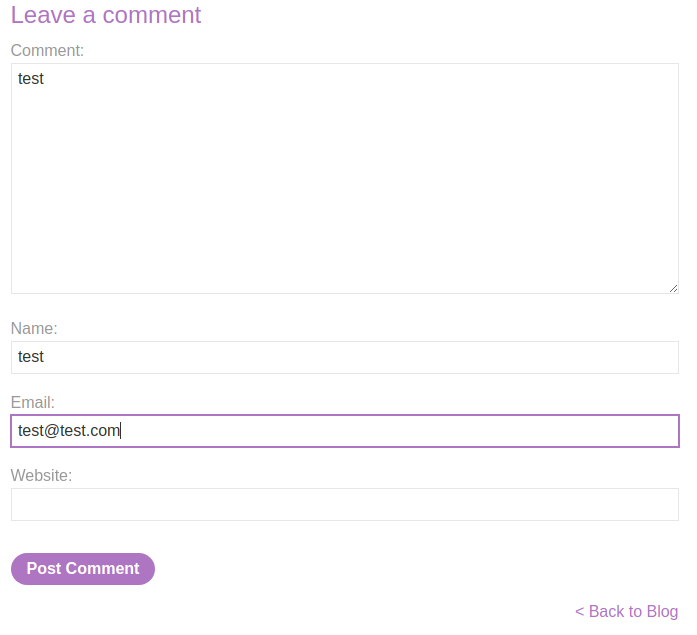 Leave a comment
Comment:
test
Name:
test
Email:
test@test.com
Website:
Post Comment
< Back to Blog